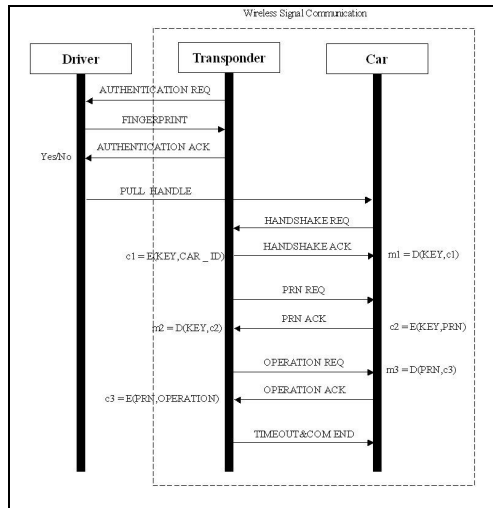 Wireless Signal Communication
Driver
Transponder
Car
AUTHENTICATION REQ
FINGERPRINT
Yes/No
AUTHENTICATION ACK
PULL HANDLE
HANDSHAKE REQ
c1 = E(KEY,CAR _ ID)
HANDSHAKE ACK
m1 = D(KEY,c1)
PRN REQ
m2 = D(KEY,c2)
PRN ACK
c2 = E(KEY,PRN)
OPERATION REQ
m3 = D(PRN,c3)
c3 = E(PRN,OPERATION)
OPERATION ACK
TIMEOUT&COM END